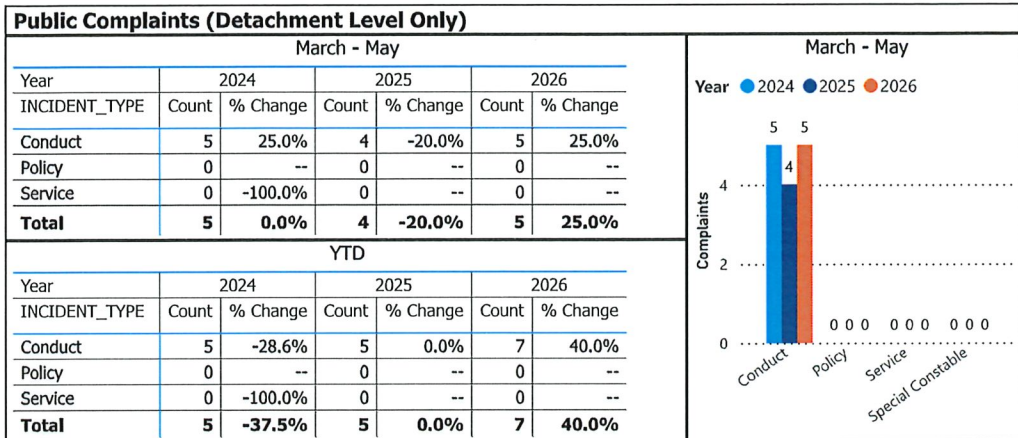 Public Complaints (Detachment Level Only)
March - May
Year 2024 2025 2026
INCIDENT_TYPE Count % Change Count % Change Count % Change
Conduct 5 25.0% 4 -20.0% 5 25.0%
Policy 0 -- 0 -- 0 --
Service 0 -100.0% 0 -- 0 --
Total 5 0.0% 4 -20.0% 5 25.0%
YTD
Year 2024 2025 2026
INCIDENT_TYPE Count % Change Count % Change Count % Change
Conduct 5 -28.6% 5 0.0% 7 40.0%
Policy 0 -- 0 -- 0 --
Service 0 -100.0% 0 -- 0 --
Total 5 -37.5% 5 0.0% 7 40.0%
March - May
Year 2024 2025 2026
5 5
4
4
2
0 0 0 0 0 0 0 0 0
0
Complaints
Conduct Policy Service Special Constable